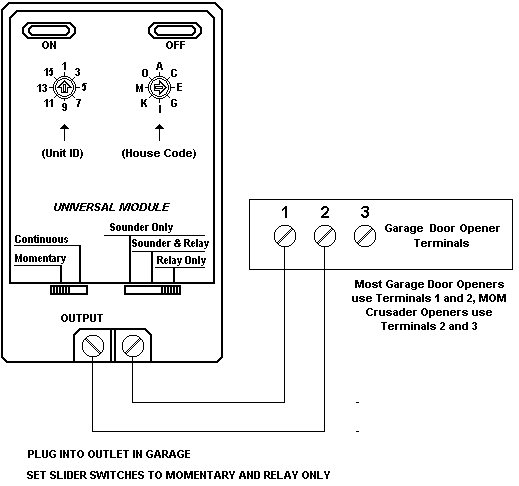 ON OFF
1
15 3
13 5
11 7
9
A
O C
M E
K G
I
(Unit ID) (House Code)
UNIVERSAL MODULE
Sounder Only
Continuous
Sounder & Relay
Momentary
Relay Only
OUTPUT
1 2 3
Garage Door Opener
Terminals
Most Garage Door Openers
use Terminals 1 and 2, MOM
Crusader Openers use
Terminals 2 and 3
PLUG INTO OUTLET IN GARAGE
SET SLIDER SWITCHES TO MOMENTARY AND RELAY ONLY